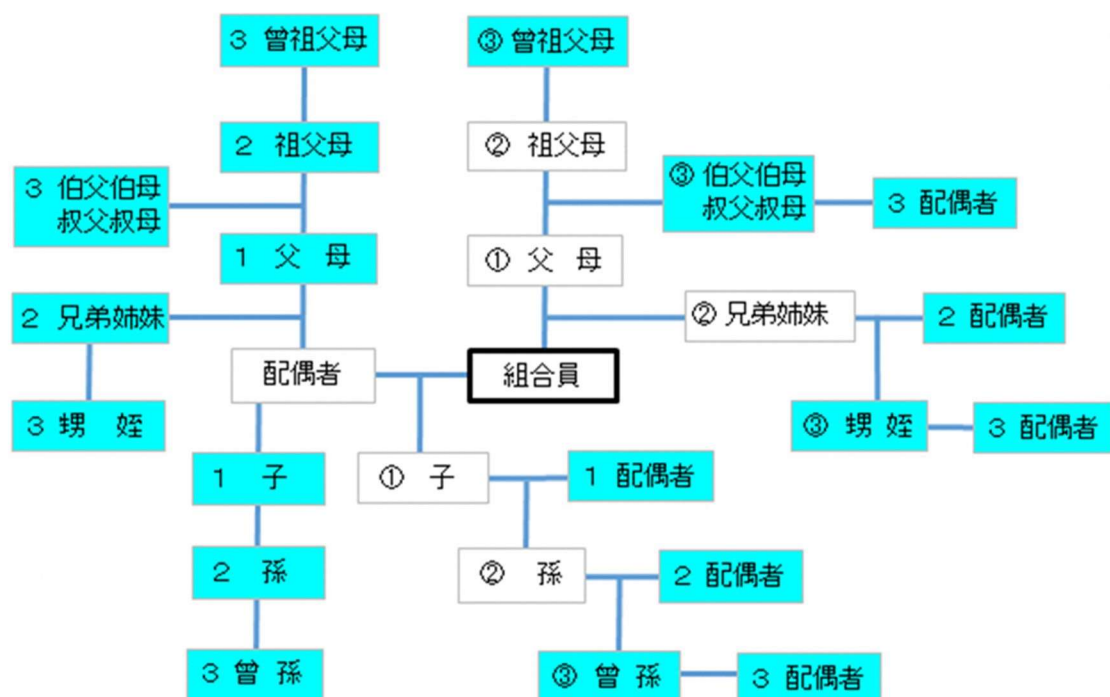 3 曾祖父母
③ 曾祖父母
2 祖父母
② 祖父母
3 伯父伯母
叔父叔母
③ 伯父伯母
叔父叔母
3 配偶者
1 父 母
① 父 母
2 兄弟姉妹
② 兄弟姉妹
2 配偶者
配偶者
組合員
3 甥 姪
③ 甥 姪
3 配偶者
1 子
① 子
1 配偶者
2 孫
② 孫
2 配偶者
3 曾 孫
③ 曾 孫
3 配偶者